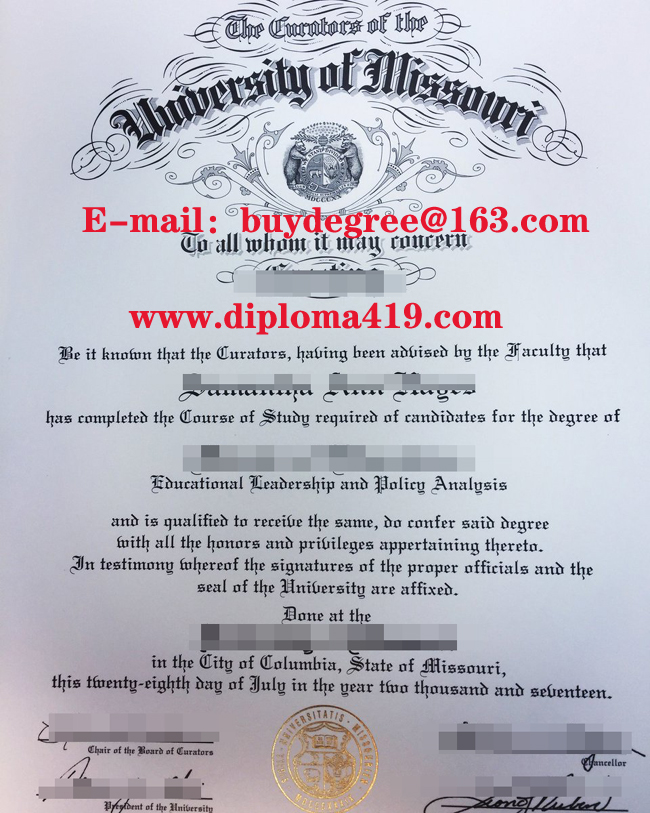 The Curators of the
University of Missouri
E-mail: buydegree@163.com
To all whom it may concern
www.diploma419.com
Be it known that the Curators, having been advised by the Faculty that
has completed the Course of Study required of candidates for the degree of
Educational Leadership and Policy Analysis
and is qualified to receive the same, do confer said degree
with all the honors and privileges appertaining thereto.
In testimony whereof the signatures of the proper officials and the
seal of the University are affixed.
Done at the
in the City of Columbia, State of Missouri,
this twenty-eighth day of July in the year two thousand and seventeen.
Chair of the Board of Curators
Chancellor
President of the University